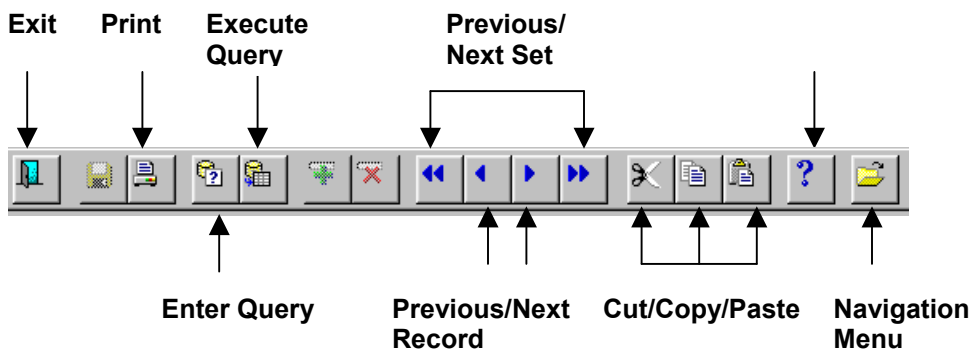 Exit Print Execute Previous/
Query Next Set
?
?
Enter Query Previous/Next Cut/Copy/Paste Navigation
Record Menu